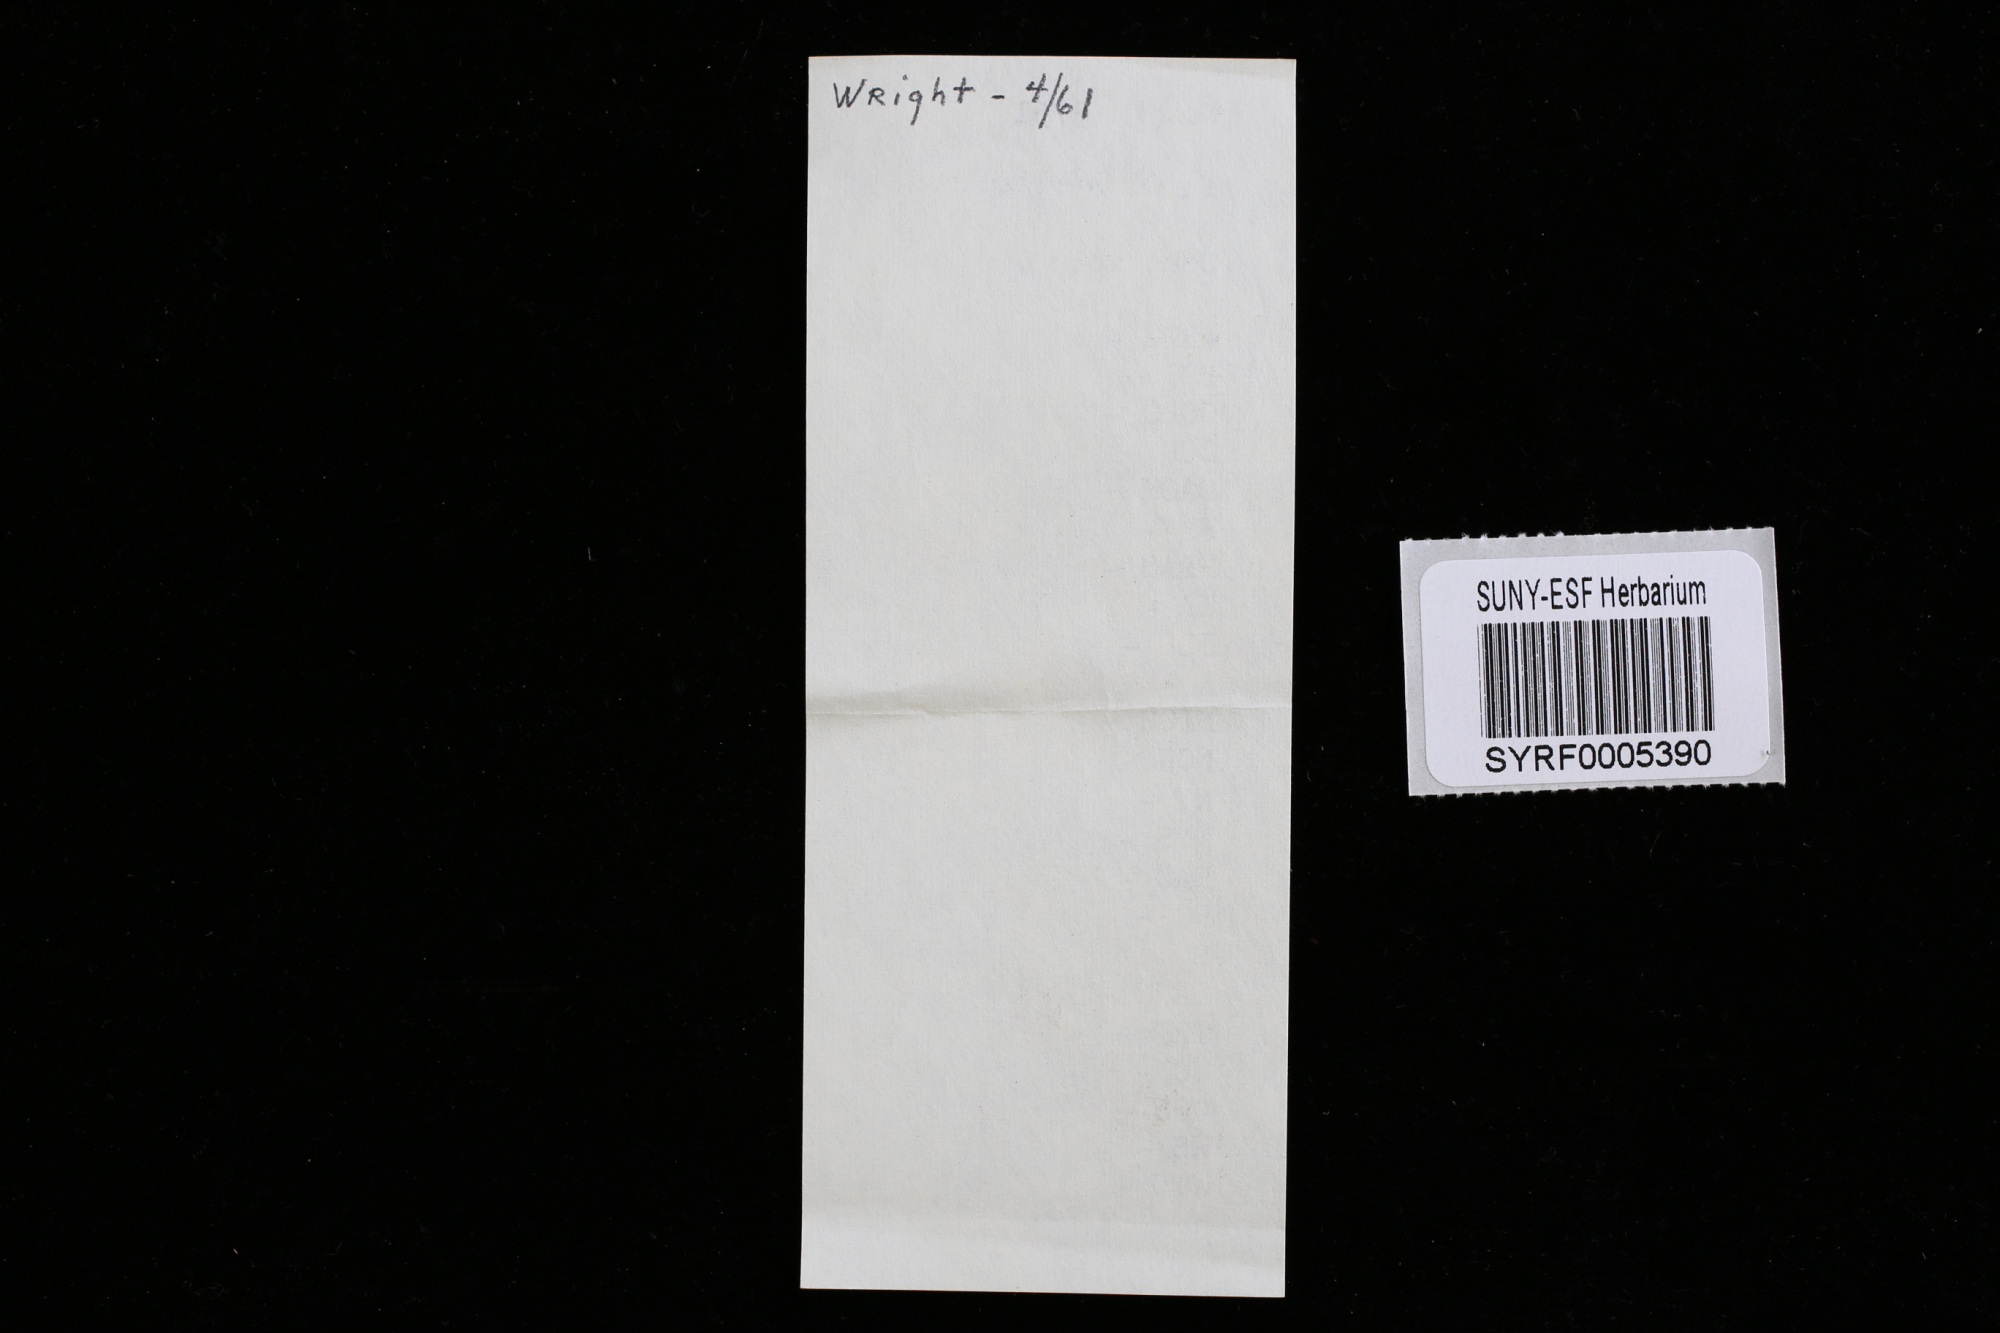 Wright - 4/61
SUNY-ESF Herbarium
SYRF0005390